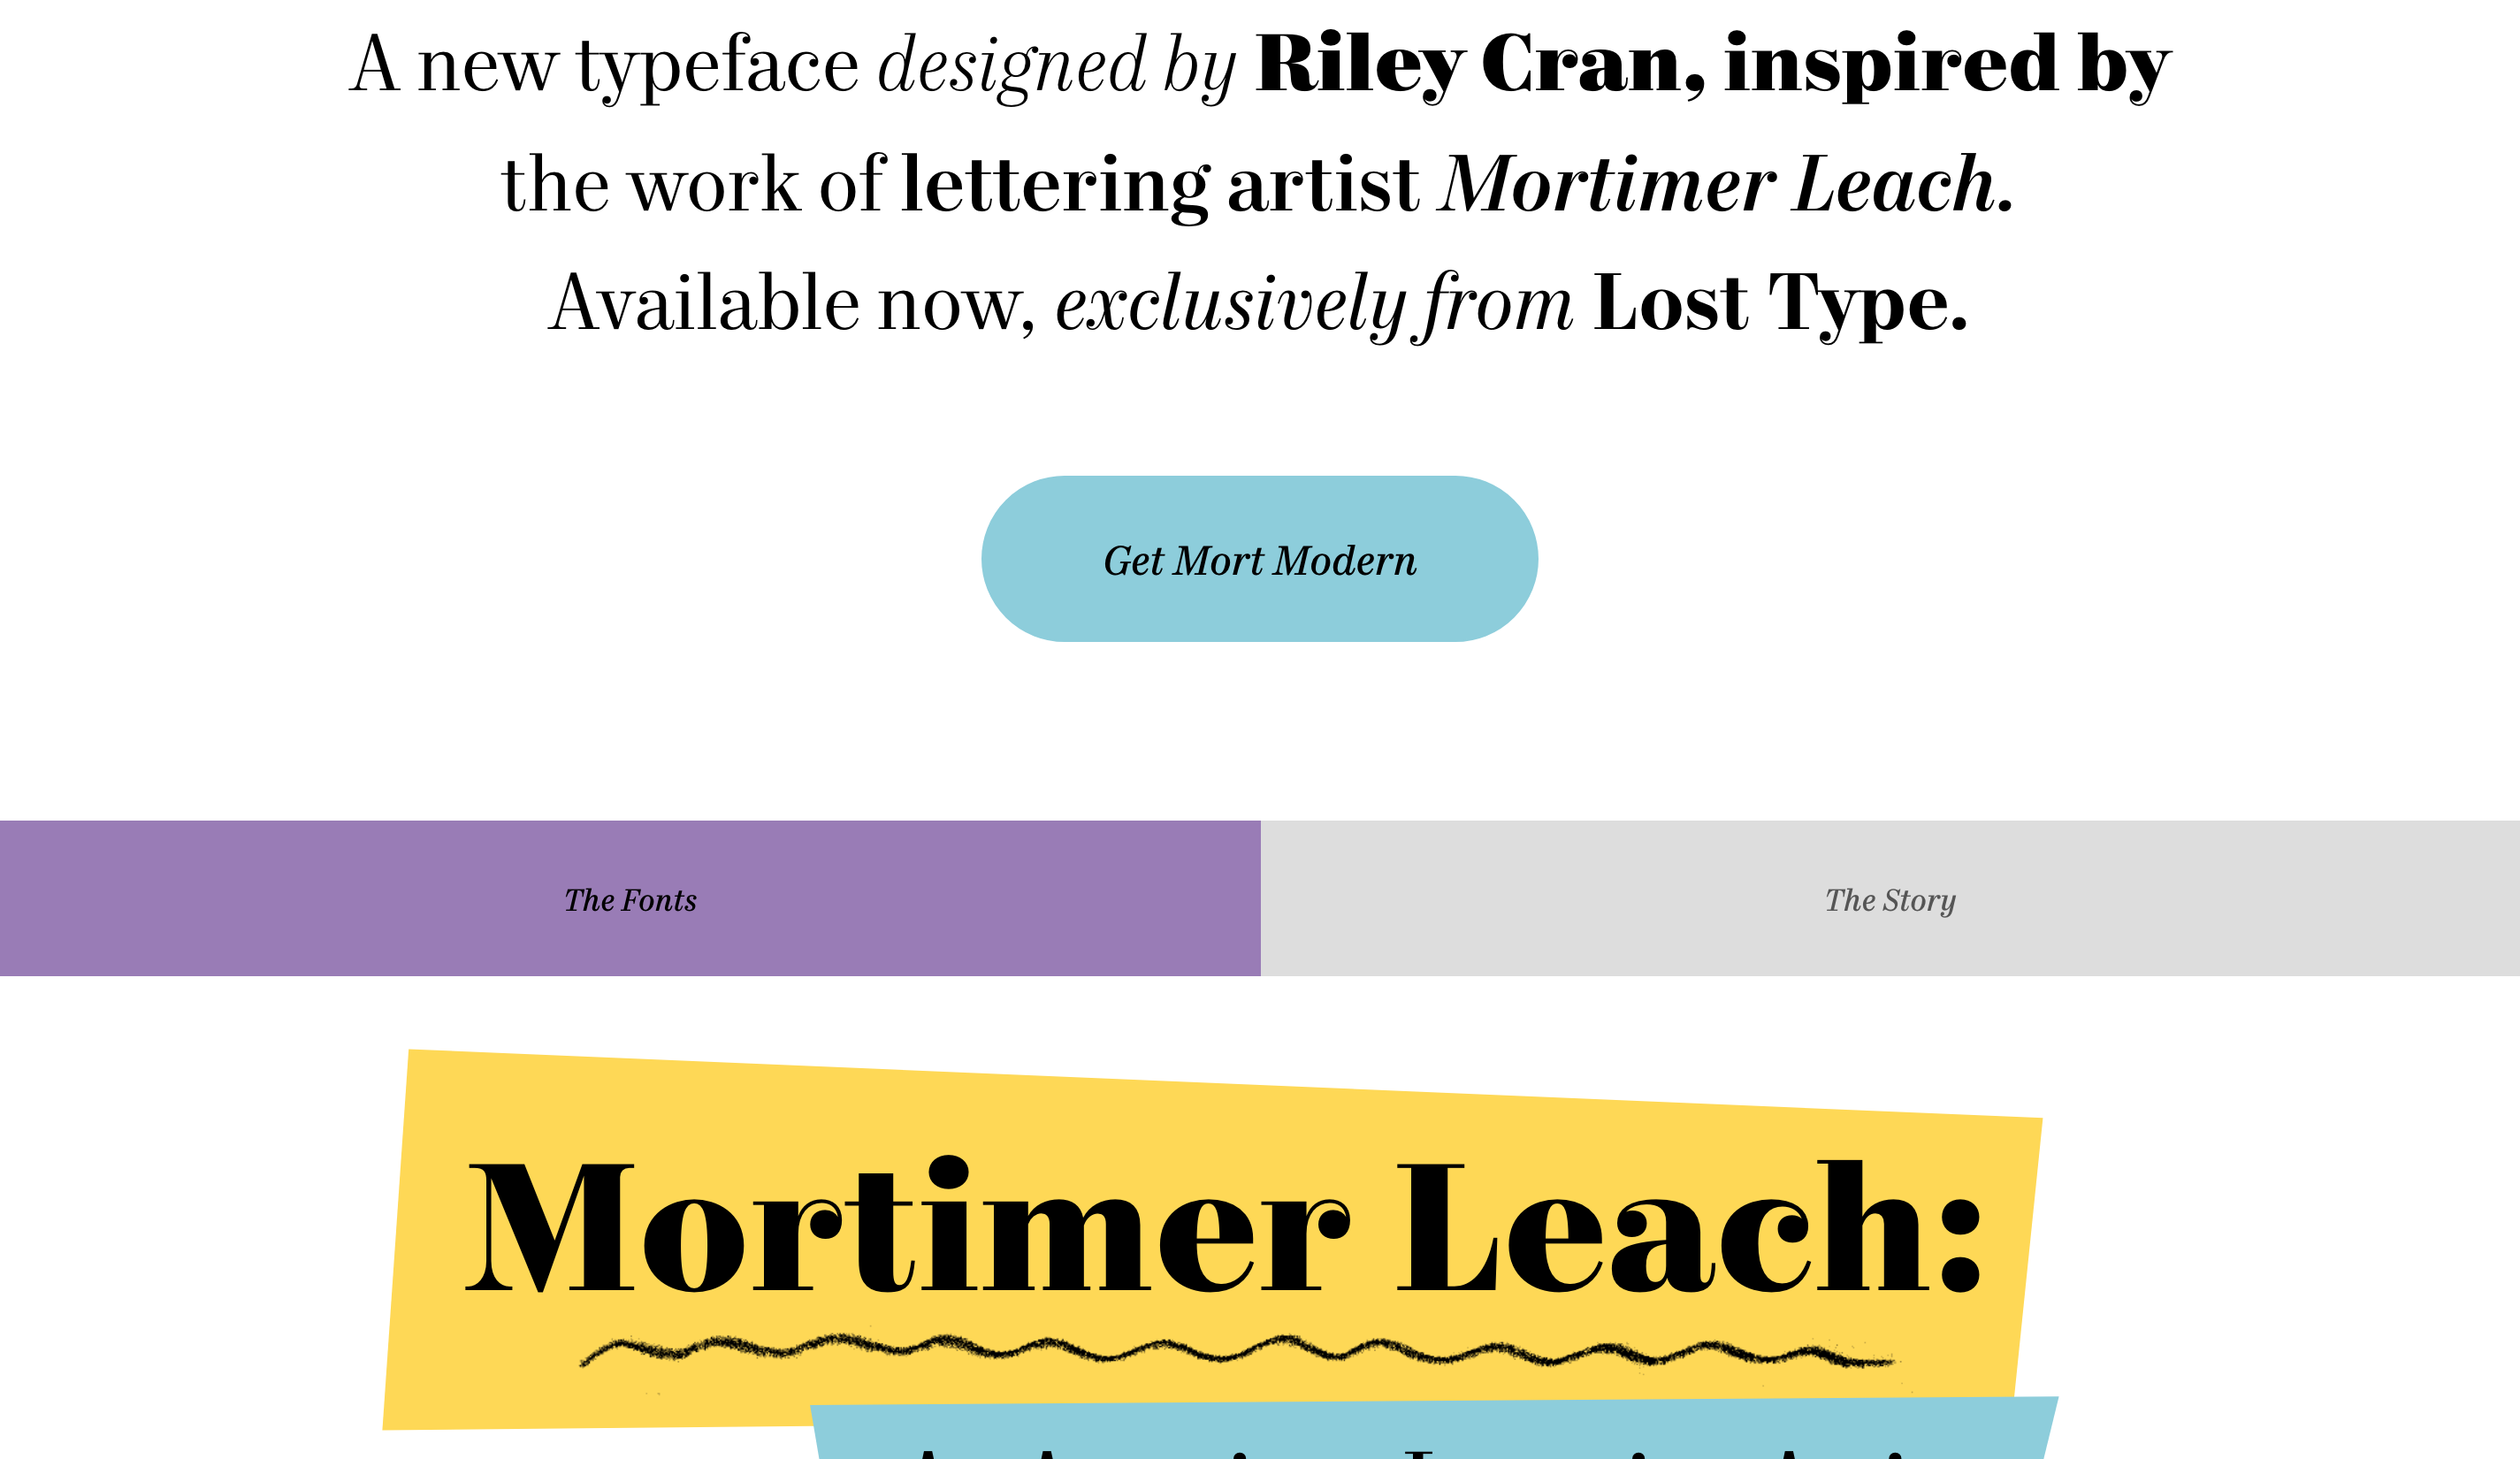 A new typeface designed by Riley Cran, inspired by
the work of lettering artist Mortimer Leach.
Available now, exclusively from Lost Type.
Get Mort Modern
The Fonts
The Story
Mortimer Leach: